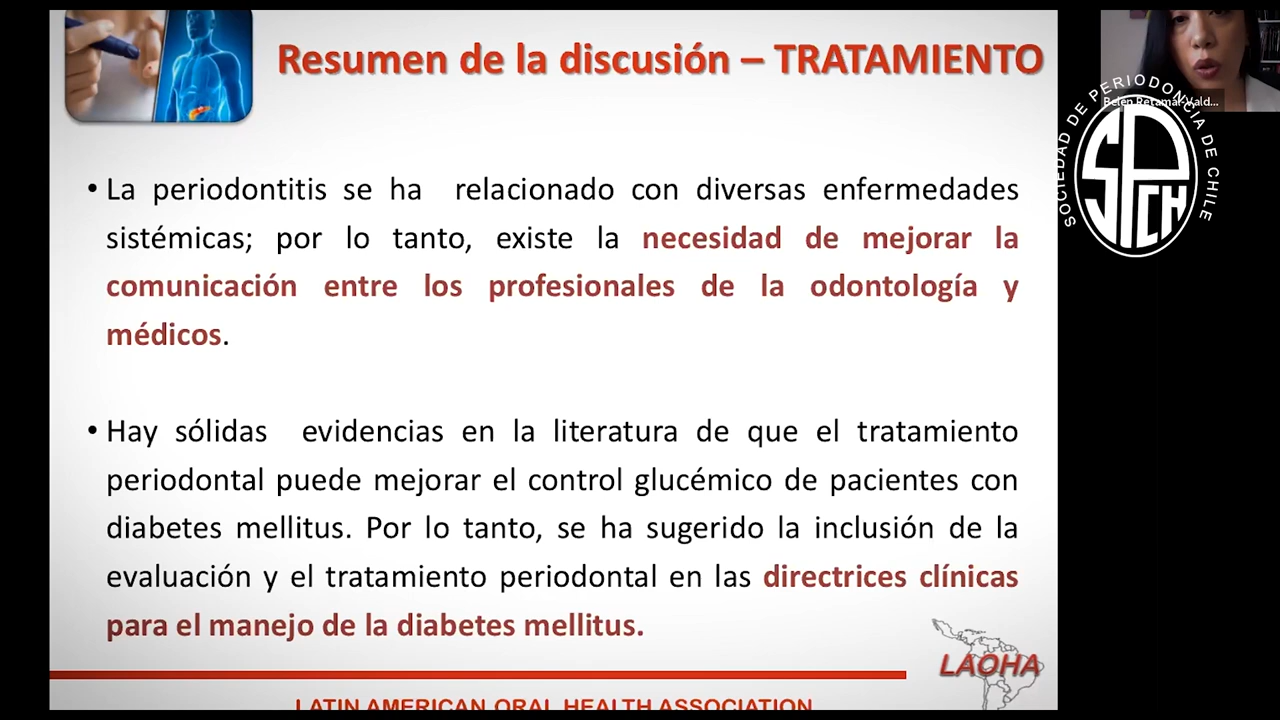 Resumen de la discusión – TRATAMIENTO
Belén Retamal-Vald...
SOCIEDAD DE PERIODONCIA DE CHILE
SPCH
• La periodontitis se ha relacionado con diversas enfermedades
sistémicas; por lo tanto, existe la necesidad de mejorar la
comunicación entre los profesionales de la odontología y
médicos.
• Hay sólidas evidencias en la literatura de que el tratamiento
periodontal puede mejorar el control glucémico de pacientes con
diabetes mellitus. Por lo tanto, se ha sugerido la inclusión de la
evaluación y el tratamiento periodontal en las directrices clínicas
para el manejo de la diabetes mellitus.
LAOHA
LATIN AMERICAN ORAL HEALTH ASSOCIATION